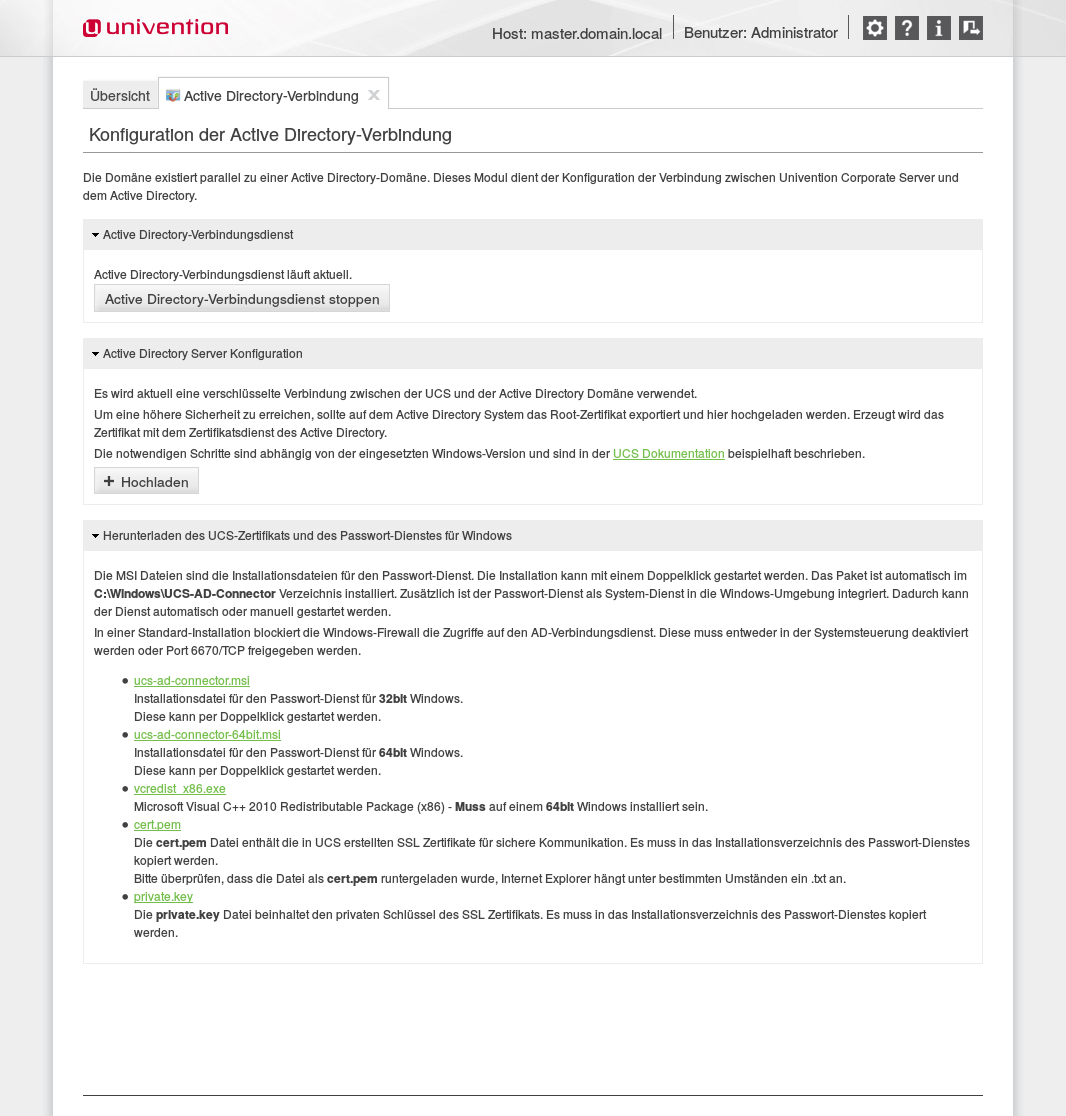 univention
Host: master.domain.local
Benutzer: Administrator
Übersicht
Active Directory-Verbindung
Konfiguration der Active Directory-Verbindung
Die Domäne existiert parallel zu einer Active Directory-Domäne. Dieses Modul dient der Konfiguration der Verbindung zwischen Univention Corporate Server und
dem Active Directory.
Active Directory-Verbindungsdienst
Active Directory-Verbindungsdienst läuft aktuell.
Active Directory-Verbindungsdienst stoppen
Active Directory Server Konfiguration
Es wird aktuell eine verschlüsselte Verbindung zwischen der UCS und der Active Directory Domäne verwendet.
Um eine höhere Sicherheit zu erreichen, sollte auf dem Active Directory System das Root-Zertifikat exportiert und hier hochgeladen werden. Erzeugt wird das
Zertifikat mit dem Zertifikatsdienst des Active Directory.
Die notwendigen Schritte sind abhängig von der eingesetzten Windows-Version und sind in der UCS Dokumentation beispielhaft beschrieben.
+ Hochladen
Herunterladen des UCS-Zertifikats und des Passwort-Dienstes für Windows
Die MSI Dateien sind die Installationsdateien für den Passwort-Dienst. Die Installation kann mit einem Doppelklick gestartet werden. Das Paket ist automatisch im
C:\Windows\UCS-AD-Connector Verzeichnis installiert. Zusätzlich ist der Passwort-Dienst als System-Dienst in die Windows-Umgebung integriert. Dadurch kann
der Dienst automatisch oder manuell gestartet werden.
In einer Standard-Installation blockiert die Windows-Firewall die Zugriffe auf den AD-Verbindungsdienst. Diese muss entweder in der Systemsteuerung deaktiviert
werden oder Port 6670/TCP freigegeben werden.
• ucs-ad-connector.msi
Installationsdatei für den Passwort-Dienst für 32bit Windows.
Diese kann per Doppelklick gestartet werden.
• ucs-ad-connector-64bit.msi
Installationsdatei für den Passwort-Dienst für 64bit Windows.
Diese kann per Doppelklick gestartet werden.
• vcredist_x86.exe
Microsoft Visual C++ 2010 Redistributable Package (x86) - Muss auf einem 64bit Windows installiert sein.
• cert.pem
Die cert.pem Datei enthält die in UCS erstellten SSL Zertifikate für sichere Kommunikation. Es muss in das Installationsverzeichnis des Passwort-Dienstes
kopiert werden.
Bitte überprüfen, dass die Datei als cert.pem runtergeladen wurde, Internet Explorer hängt unter bestimmten Umständen ein .txt an.
• private.key
Die private.key Datei beinhaltet den privaten Schlüssel des SSL Zertifikats. Es muss in das Installationsverzeichnis des Passwort-Dienstes kopiert
werden.